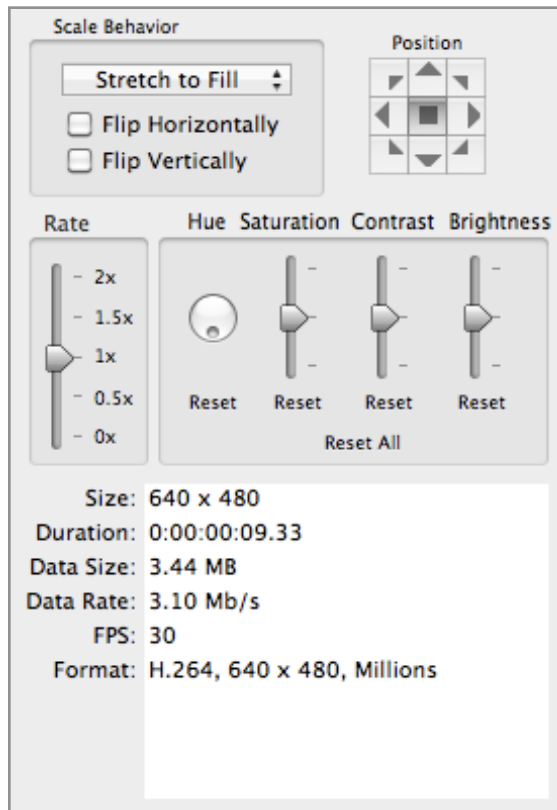 Scale Behavior
Position
Stretch to Fill
Flip Horizontally
Flip Vertically
Rate
Hue Saturation Contrast Brightness
2x
1.5x
1x
0.5x
0x
Reset Reset Reset Reset
Reset All
Size: 640 x 480
Duration: 0:00:00:09.33
Data Size: 3.44 MB
Data Rate: 3.10 Mb/s
FPS: 30
Format: H.264, 640 x 480, Millions